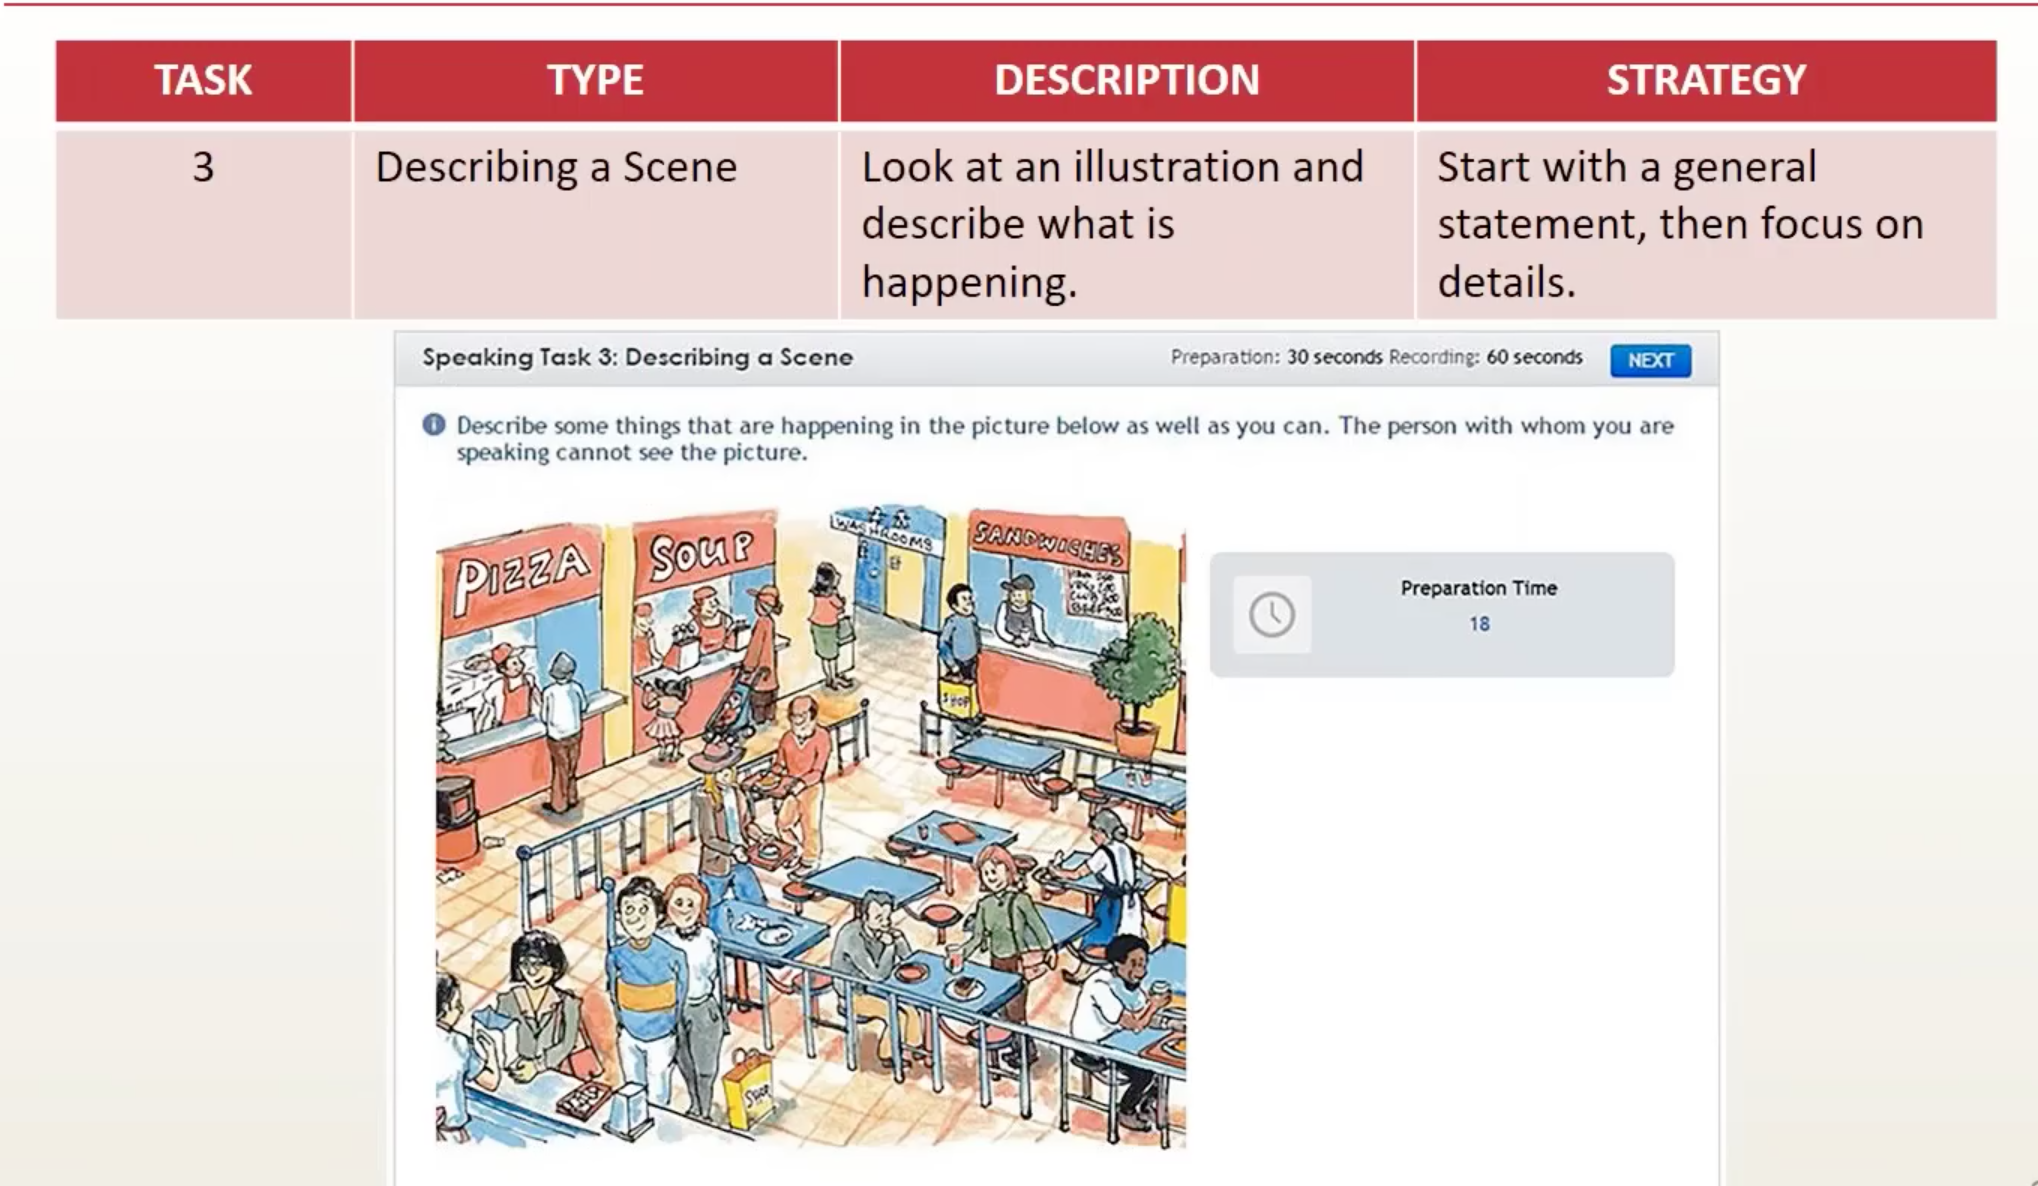 TASK
TYPE
DESCRIPTION
STRATEGY
3
Describing a Scene
Look at an illustration and
describe what is
happening.
Start with a general
statement, then focus on
details.
Speaking Task 3: Describing a Scene
Preparation: 30 seconds Recording: 60 seconds
NEXT
Describe some things that are happening in the picture below as well as you can. The person with whom you are
speaking cannot see the picture.
PIZZA
SOUP
WASHROOMS
SANDWICHES
SHOP
SHOP
Preparation Time
18